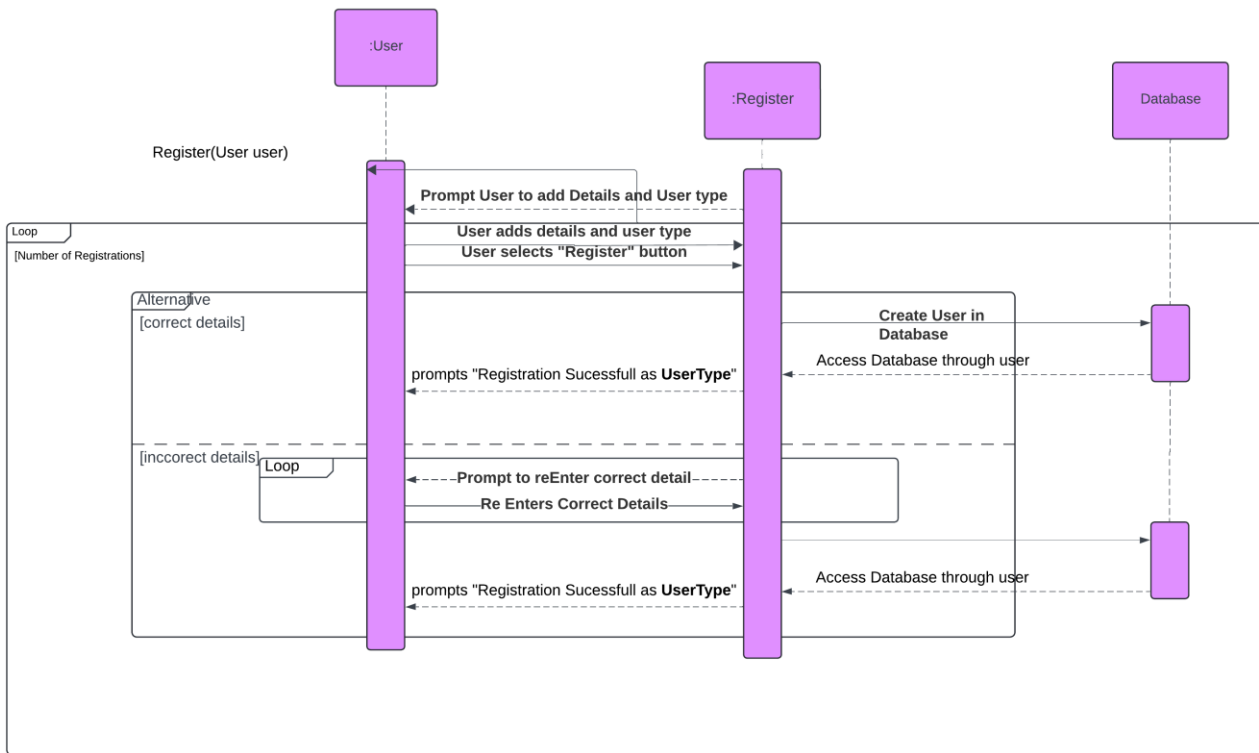 :User
:Register
Database
Register(User user)
Prompt User to add Details and User type
Loop
User adds details and user type
[Number of Registrations]
User selects "Register" button
Alternative
[correct details]
Create User in
Database
Access Database through user
prompts "Registration Sucessfull as UserType"
[inccorect details]
Loop
Prompt to reEnter correct detail
Re Enters Correct Details
Access Database through user
prompts "Registration Sucessfull as UserType"